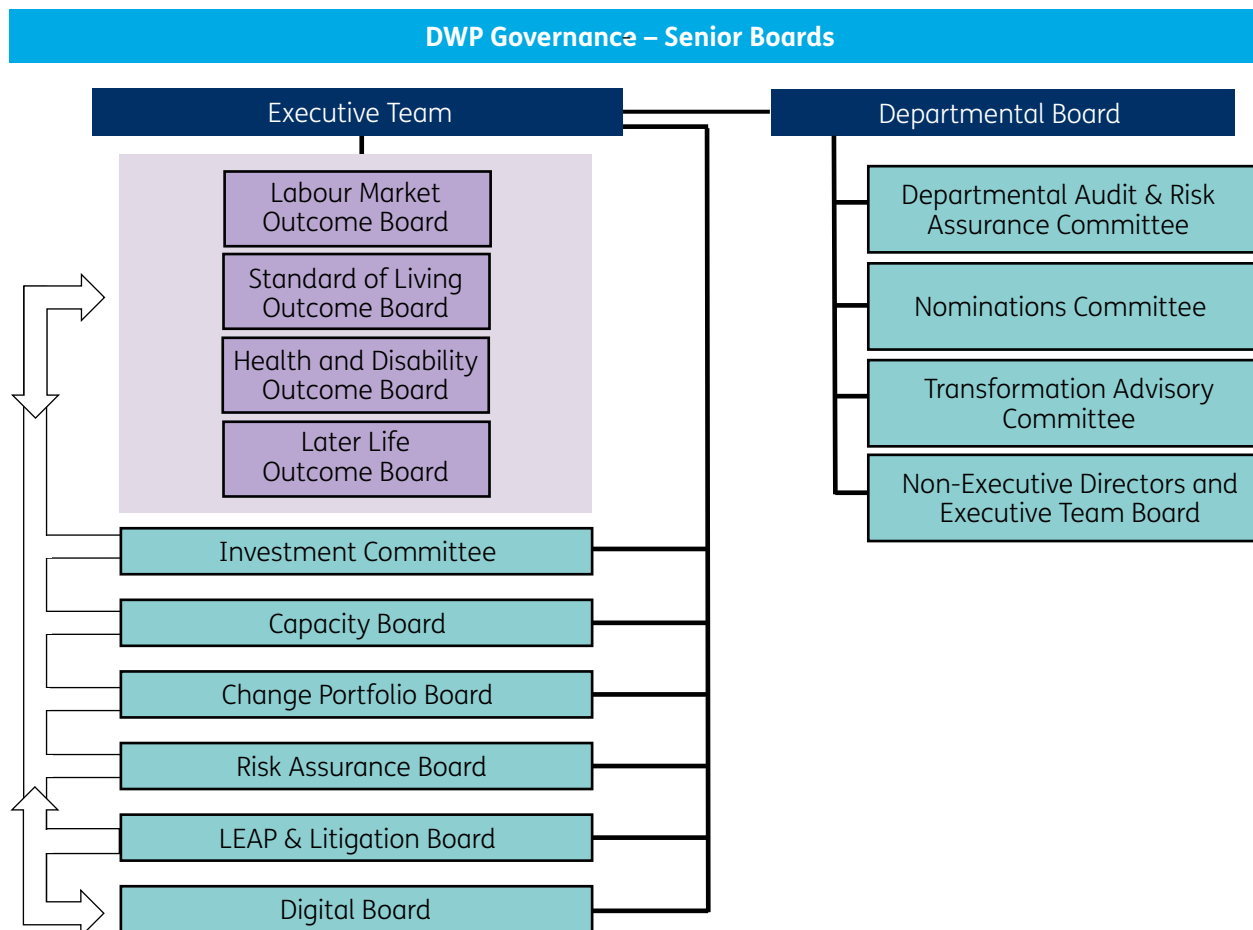 DWP Governance – Senior Boards
Executive Team
Labour Market
Outcome Board
Standard of Living
Outcome Board
Health and Disability
Outcome Board
Later Life
Outcome Board
Investment Committee
Capacity Board
Change Portfolio Board
Risk Assurance Board
LEAP & Litigation Board
Digital Board
Departmental Board
Departmental Audit & Risk
Assurance Committee
Nominations Committee
Transformation Advisory
Committee
Non-Executive Directors and
Executive Team Board